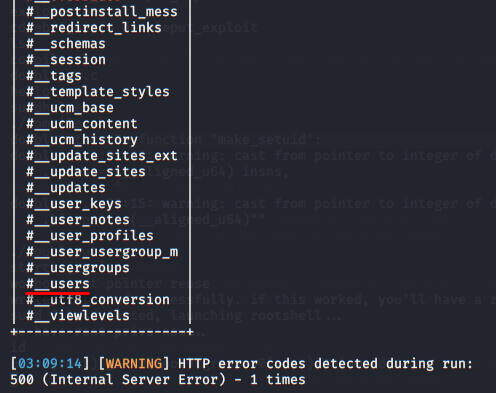 #__postinstall_mess
#__redirect_links
#__schemas
#__session
#__tags
#__template_styles
#__ucm_base
#__ucm_content
#__ucm_history
#__update_sites_ext
#__update_sites
#__updates
#__user_keys
#__user_notes
#__user_profiles
#__user_usergroup_m
#__usergroups
#__users
#__utf8_conversion
#__viewlevels
[03:09:14] [WARNING] HTTP error codes detected during run:
500 (Internal Server Error) - 1 times